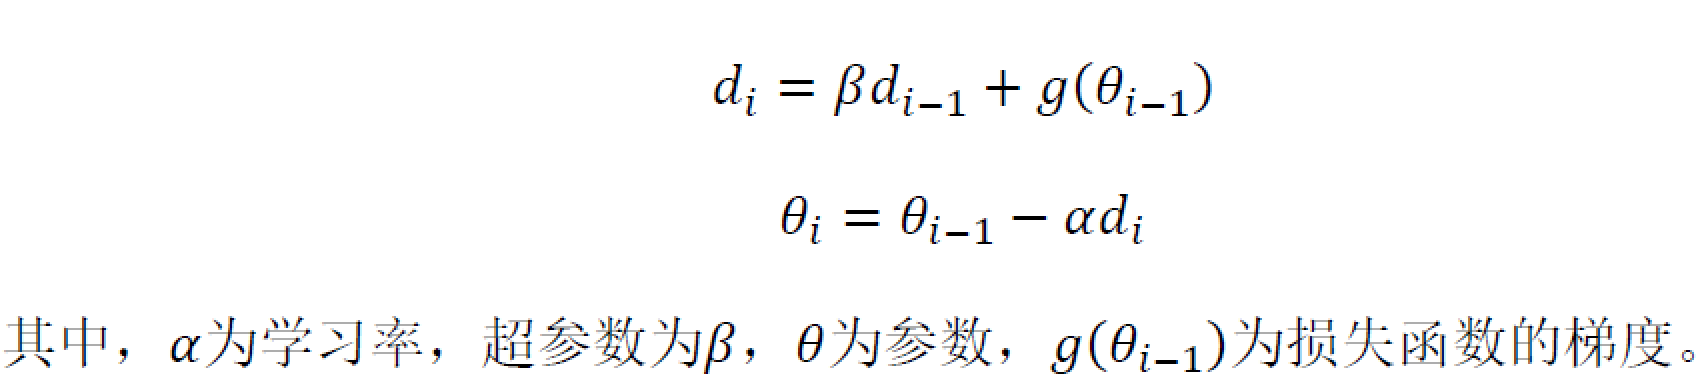 d_i = βd_{i−1} + g(θ_{i−1})
θ_i = θ_{i−1} − αd_i
其中，α为学习率，超参数为β，θ为参数，g(θ_{i−1})为损失函数的梯度。